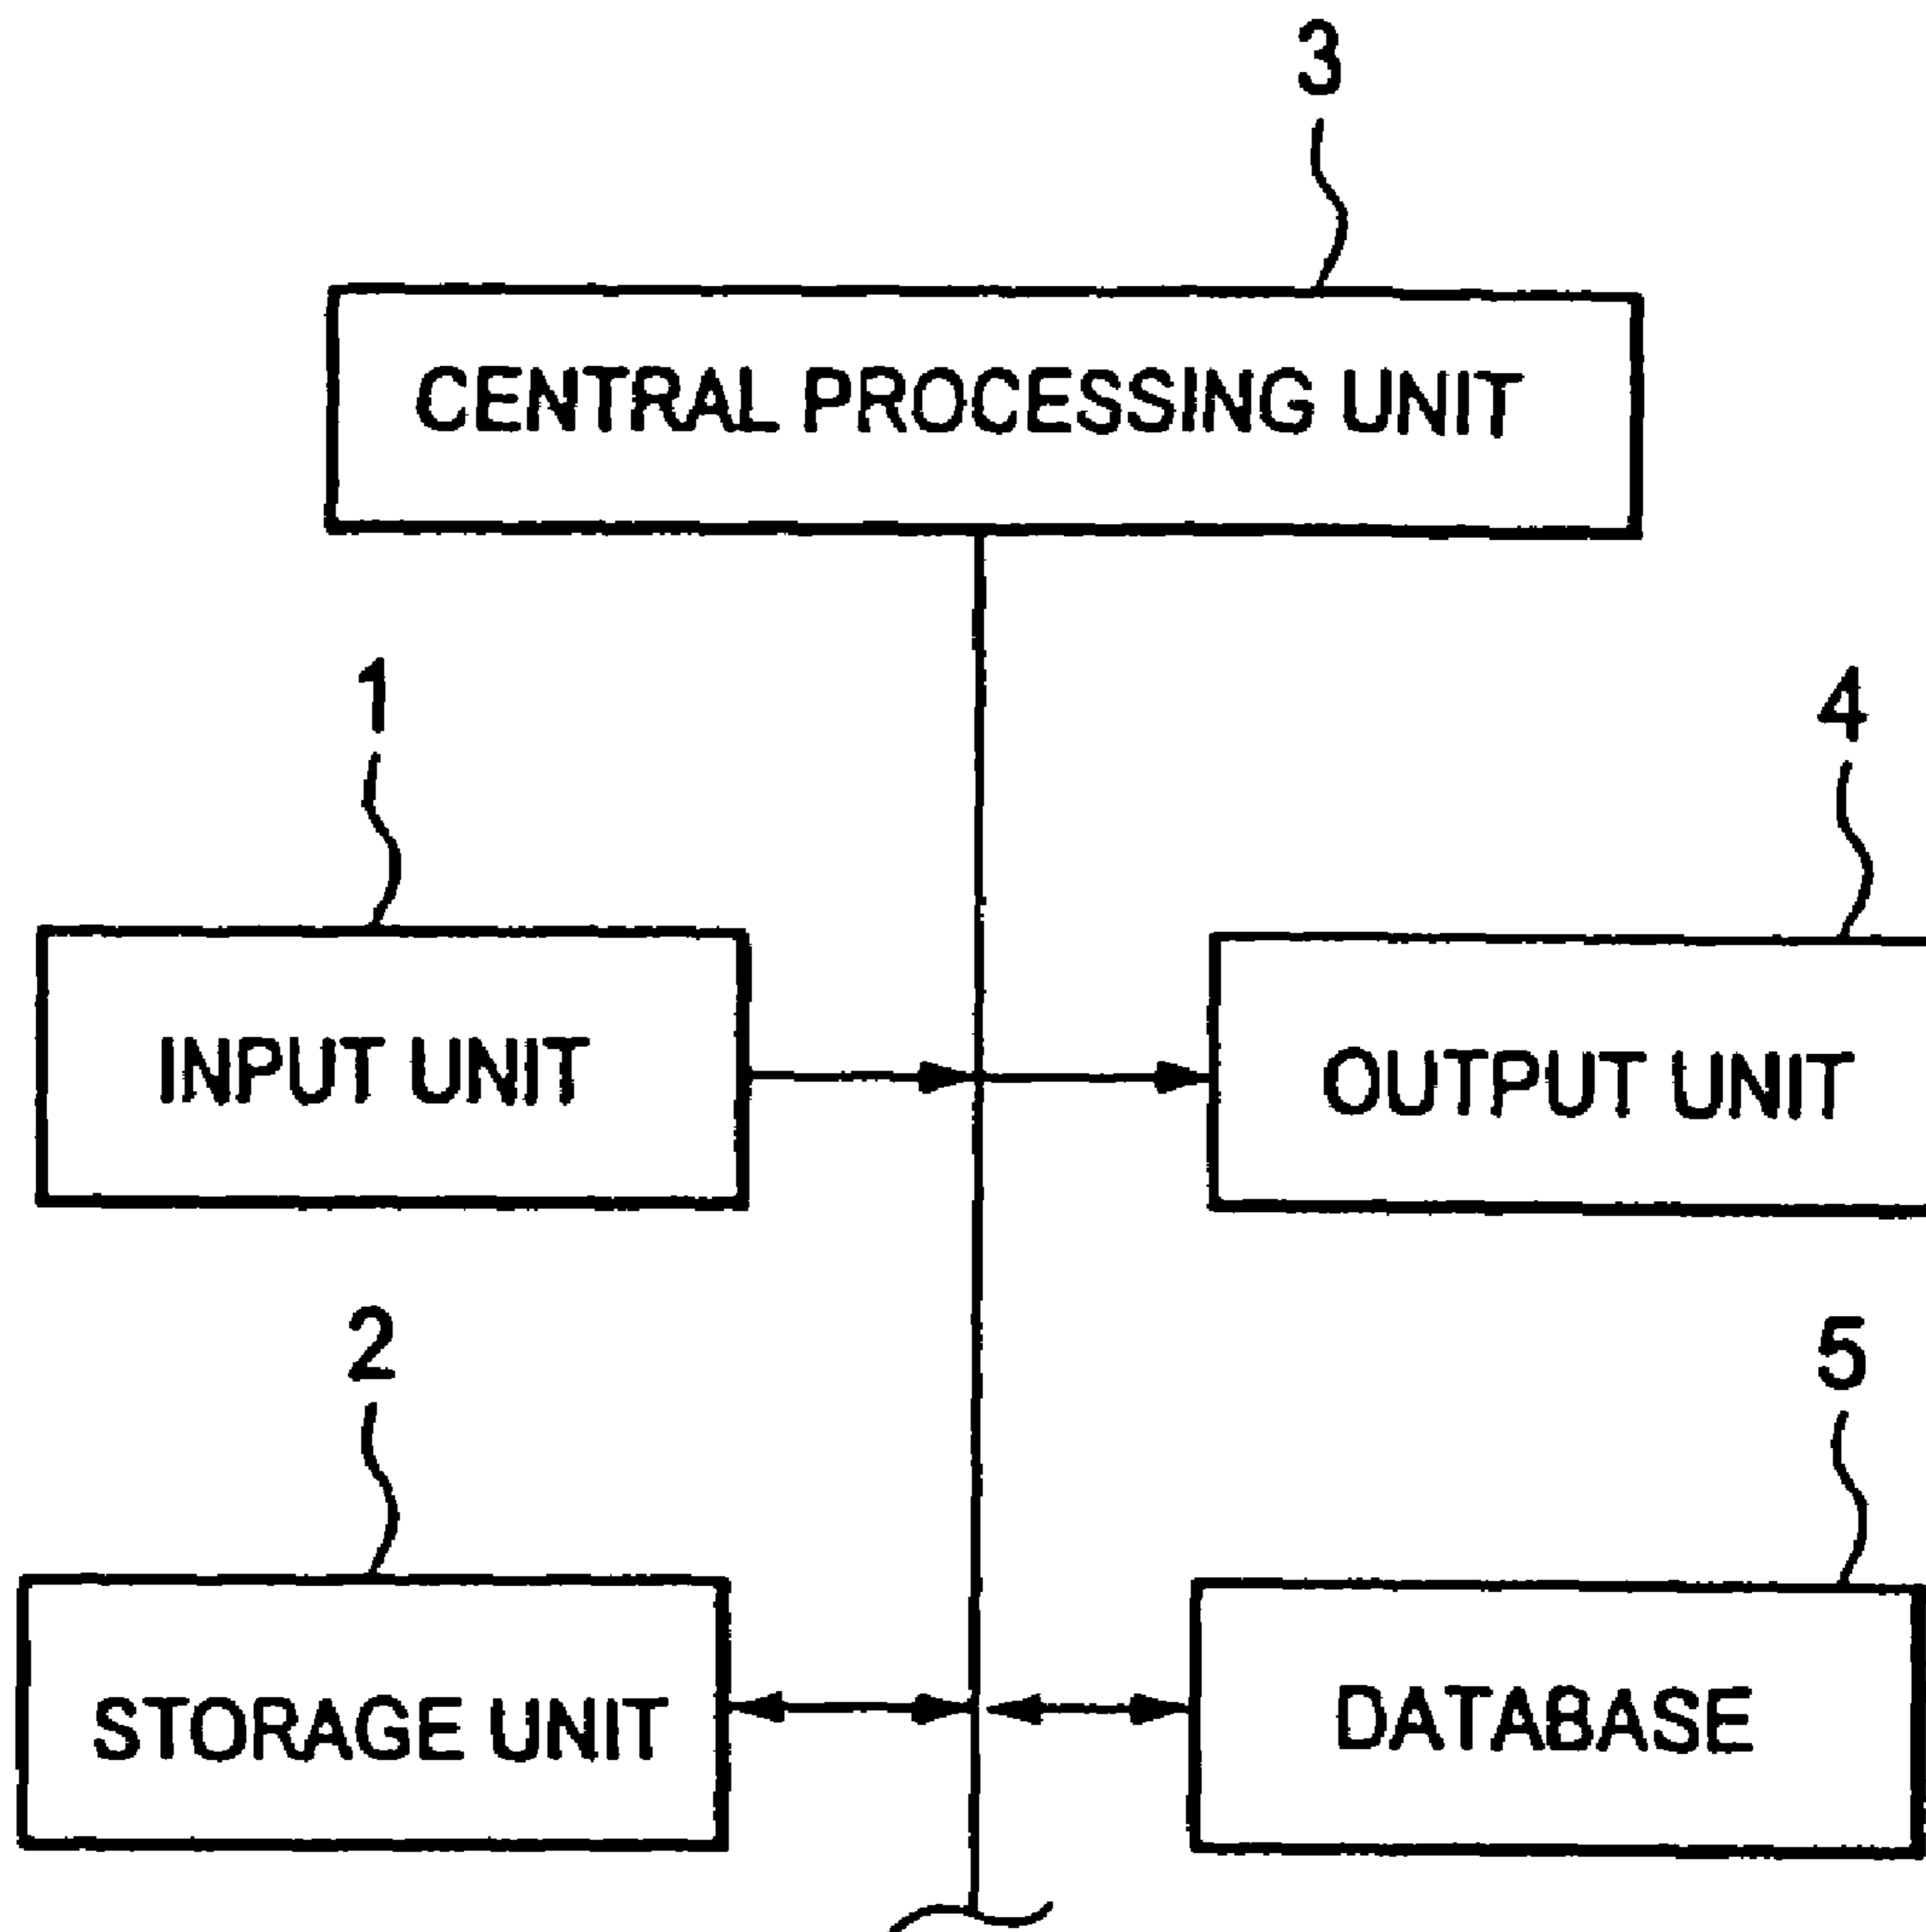 3
CENTRAL PROCESSING UNIT
1
4
INPUT UNIT
OUTPUT UNIT
2
5
STORAGE UNIT
DATABASE